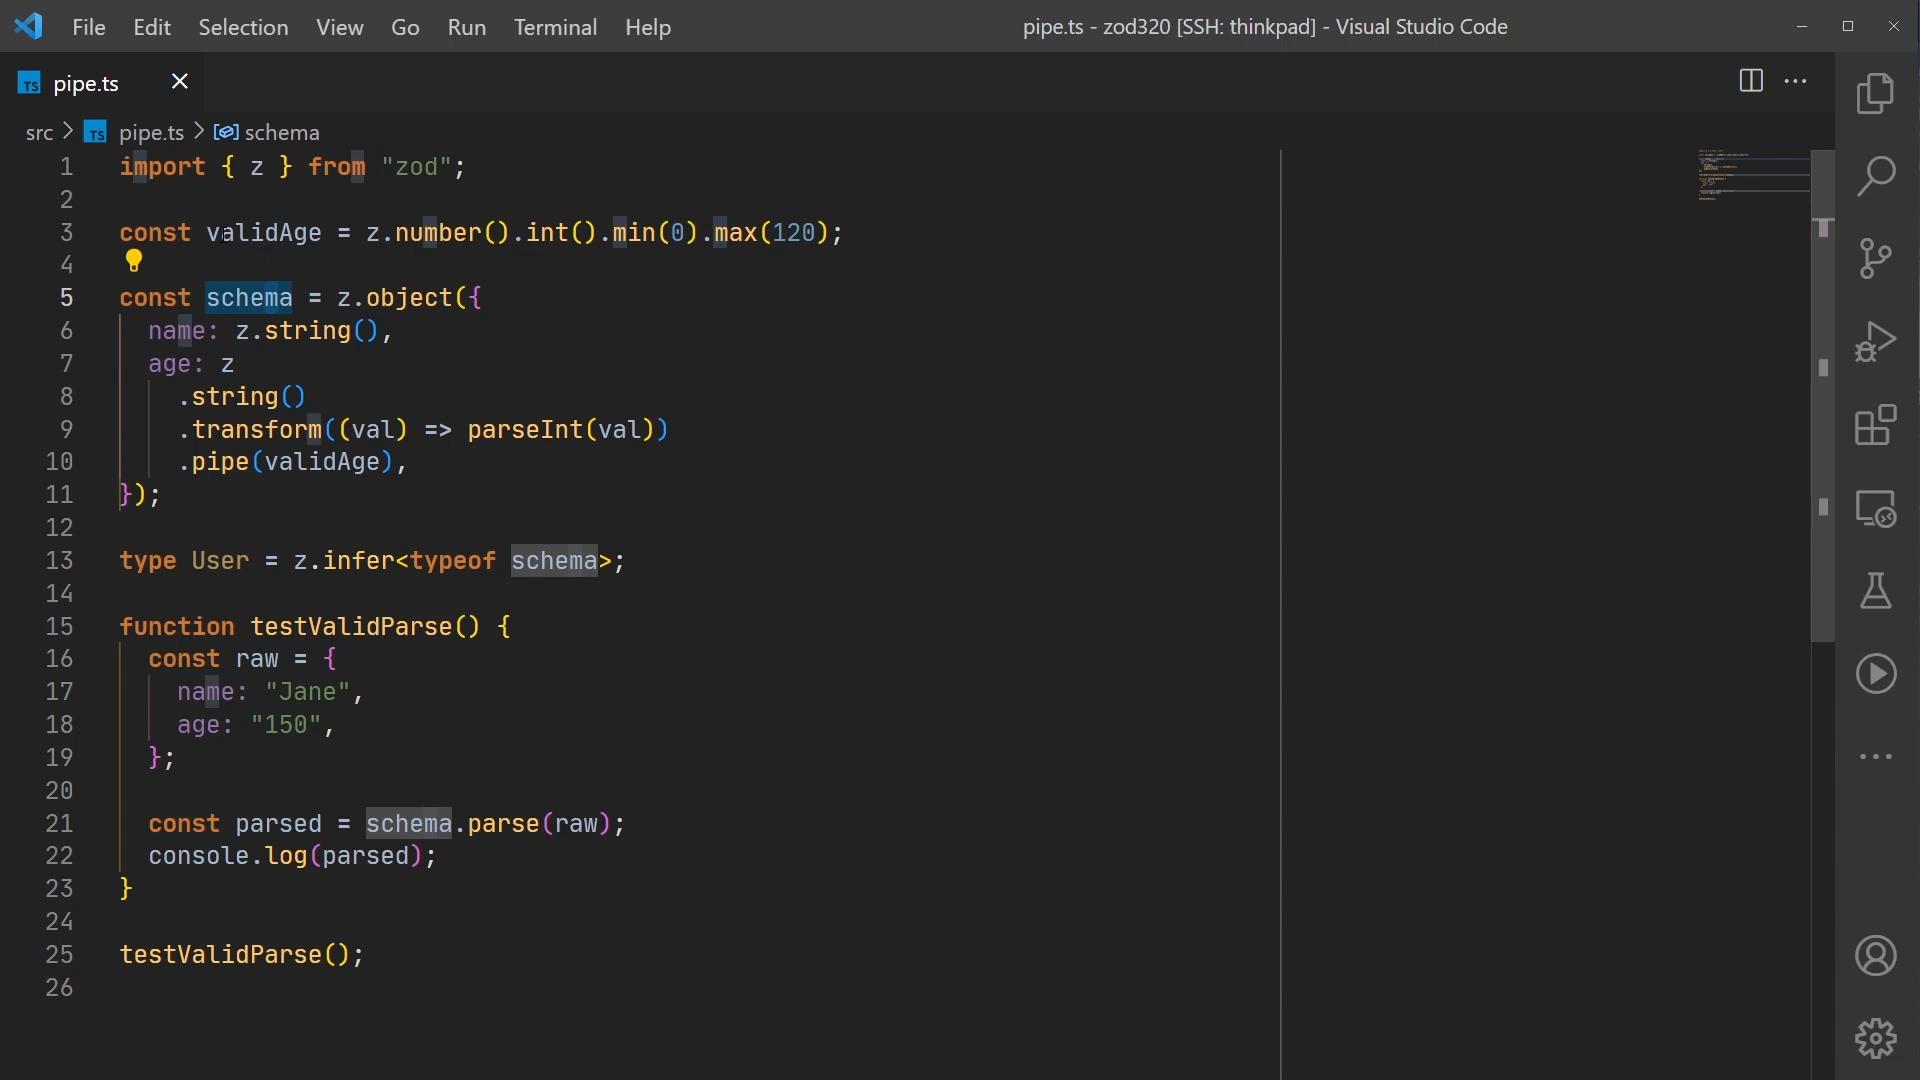 File Edit Selection View Go Run Terminal Help pipe.ts - zod320 [SSH: thinkpad] - Visual Studio Code
TS pipe.ts
src > TS pipe.ts > schema
1 import { z } from "zod";
2
3 const validAge = z.number().int().min(0).max(120);
4
5 const schema = z.object({
6 name: z.string(),
7 age: z
8 .string()
9 .transform((val) => parseInt(val))
10 .pipe(validAge),
11 });
12
13 type User = z.infer<typeof schema>;
14
15 function testValidParse() {
16 const raw = {
17 name: "Jane",
18 age: "150",
19 };
20
21 const parsed = schema.parse(raw);
22 console.log(parsed);
23 }
24
25 testValidParse();
26